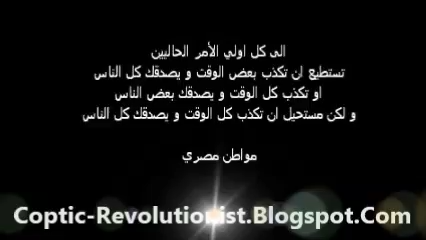 الى كل اولي الأمر الحاليين
تستطيع ان تكذب بعض الوقت و يصدقك كل الناس
او تكذب كل الوقت و يصدقك بعض الناس
و لكن مستحيل ان تكذب كل الوقت و يصدقك كل الناس
مواطن مصري
Coptic-Revolutionist.Blogspot.Com